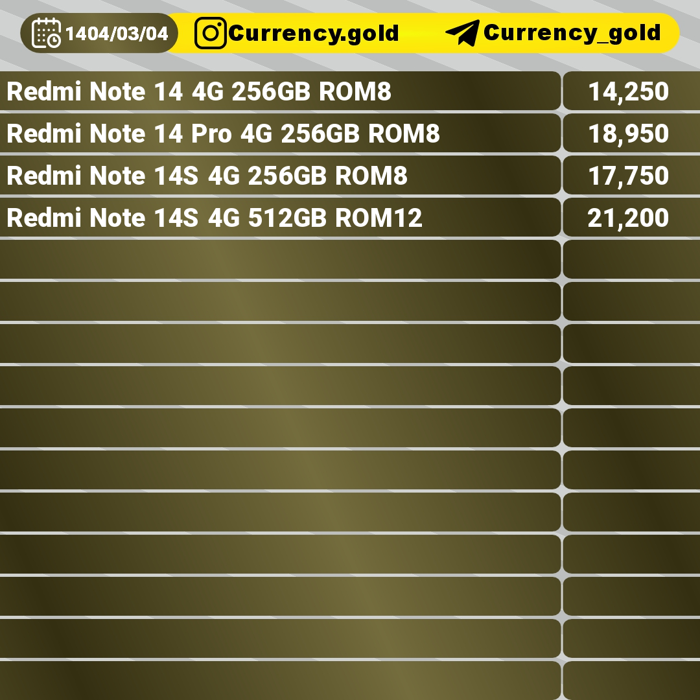 1404/03/04 Currency.gold Currency_gold
Redmi Note 14 4G 256GB ROM8 14,250
Redmi Note 14 Pro 4G 256GB ROM8 18,950
Redmi Note 14S 4G 256GB ROM8 17,750
Redmi Note 14S 4G 512GB ROM12 21,200